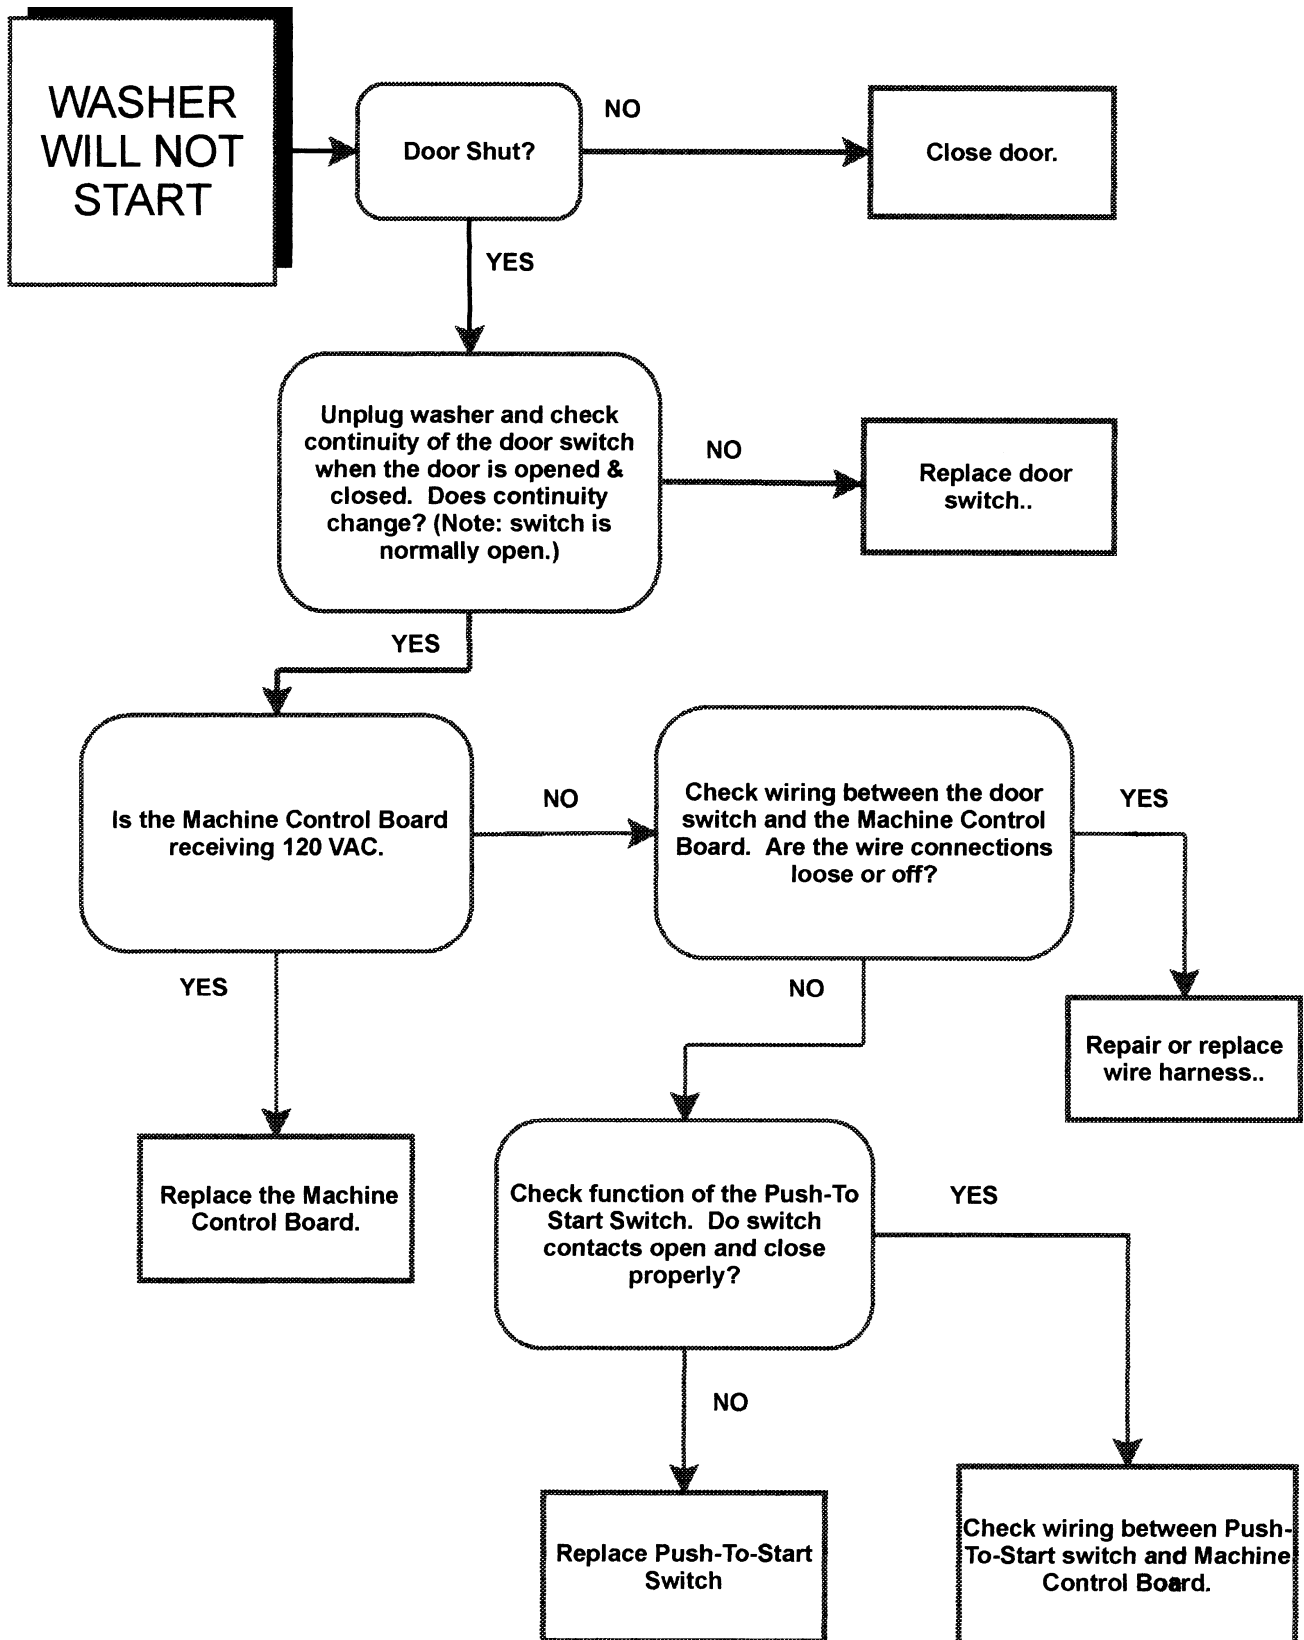 WASHER
WILL NOT
START
Door Shut?
NO
Close door.
YES
Unplug washer and check
continuity of the door switch
when the door is opened &
closed.  Does continuity
change? (Note: switch is
normally open.)
NO
Replace door
switch..
YES
Is the Machine Control Board
receiving 120 VAC.
NO
Check wiring between the door
switch and the Machine Control
Board.  Are the wire connections
loose or off?
YES
YES
NO
Repair or replace
wire harness..
Replace the Machine
Control Board.
Check function of the Push-To
Start Switch.  Do switch
contacts open and close
properly?
YES
NO
Replace Push-To-Start
Switch
Check wiring between Push-
To-Start switch and Machine
Control Board.